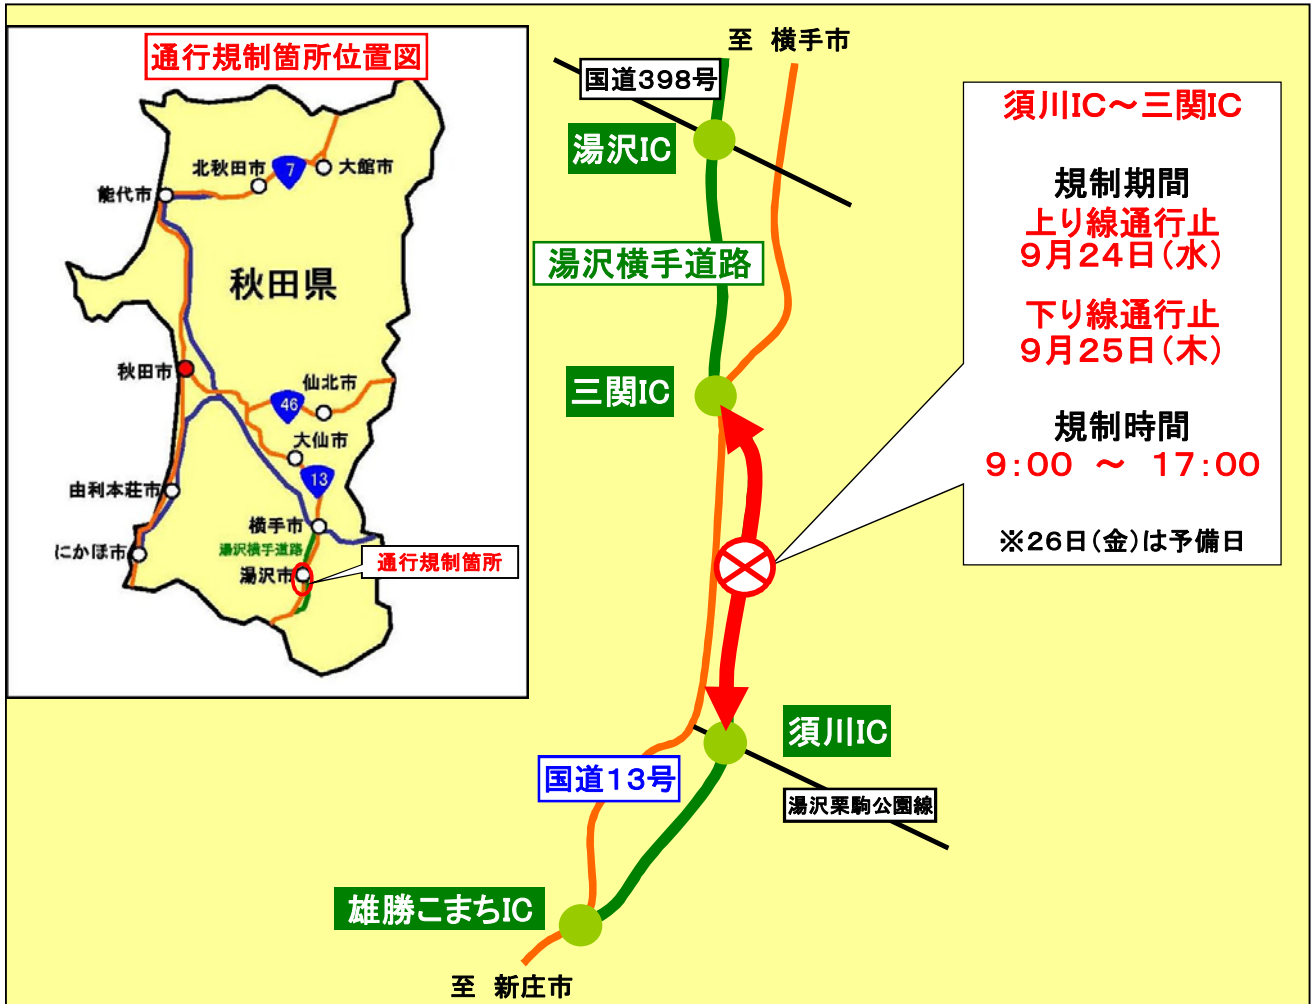 通行規制箇所位置図
北秋田市
7
大館市
能代市
秋田県
秋田市
仙北市
46
大仙市
13
由利本荘市
横手市
にかほ市
湯沢横手道路
湯沢市
通行規制箇所
至 横手市
国道398号
湯沢IC
湯沢横手道路
三関IC
須川IC
国道13号
湯沢栗駒公園線
雄勝こまちIC
至 新庄市
須川IC～三関IC
規制期間
上り線通行止
9月24日(水)
下り線通行止
9月25日(木)
規制時間
9:00 ～ 17:00
※26日(金)は予備日